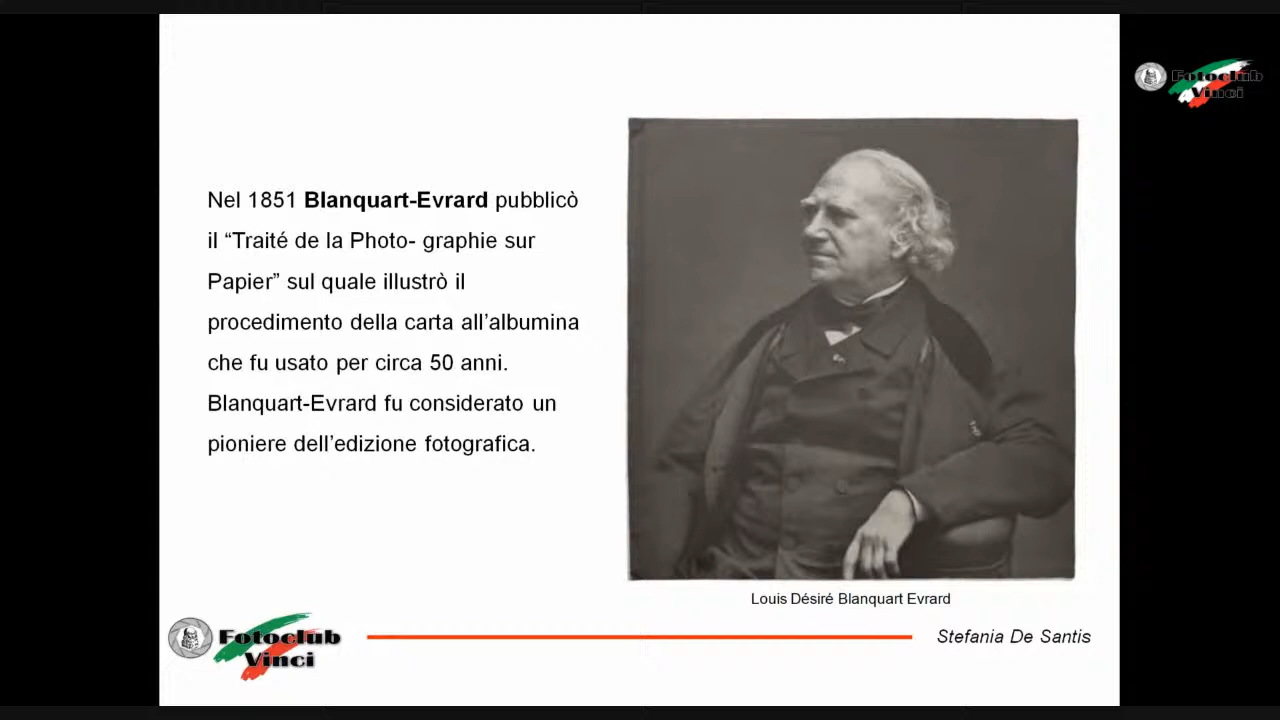 Fotoclub
Vinci
Nel 1851 Blanquart-Evrard pubblicò
il “Traité de la Photo- graphie sur
Papier” sul quale illustrò il
procedimento della carta all’albumina
che fu usato per circa 50 anni.
Blanquart-Evrard fu considerato un
pioniere dell’edizione fotografica.
Louis Désiré Blanquart Evrard
Fotoclub
Vinci
Stefania De Santis